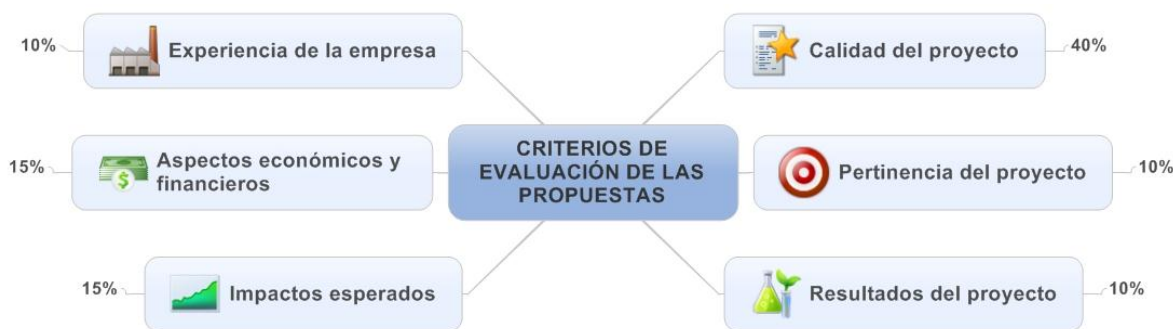 10%
Experiencia de la empresa
Calidad del proyecto
40%
15%
Aspectos económicos y
financieros
CRITERIOS DE
EVALUACIÓN DE LAS
PROPUESTAS
Pertinencia del proyecto
10%
15%
Impactos esperados
Resultados del proyecto
10%